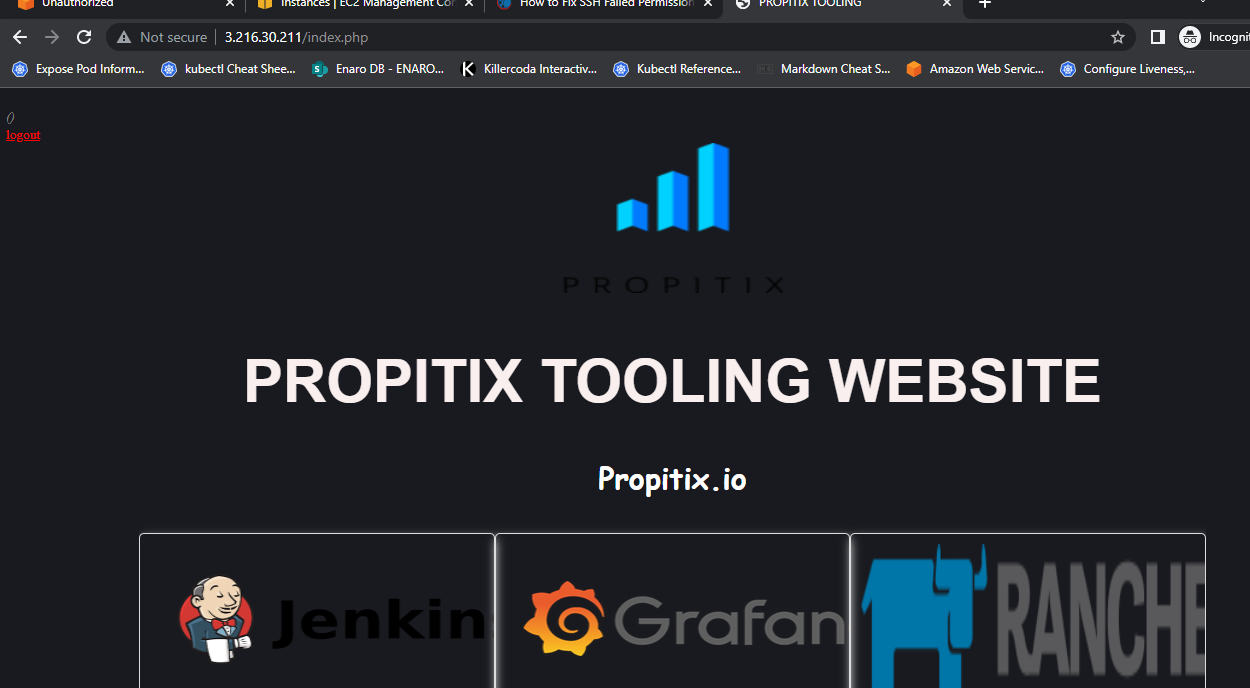 Unauthorized
Instances | EC2 Management Con
How to Fix SSH Failed Permission
PROPITIX TOOLING
Not secure
3.216.30.211/index.php
Incognit
Expose Pod Inform...
kubectl Cheat Shee...
Enaro DB - ENARO...
Killercoda Interactiv...
Kubectl Reference...
Markdown Cheat S...
Amazon Web Servic...
Configure Liveness,...
()
logout
PROPITIX
PROPITIX TOOLING WEBSITE
Propitix.io
Jenkin
Grafan
RANCHE